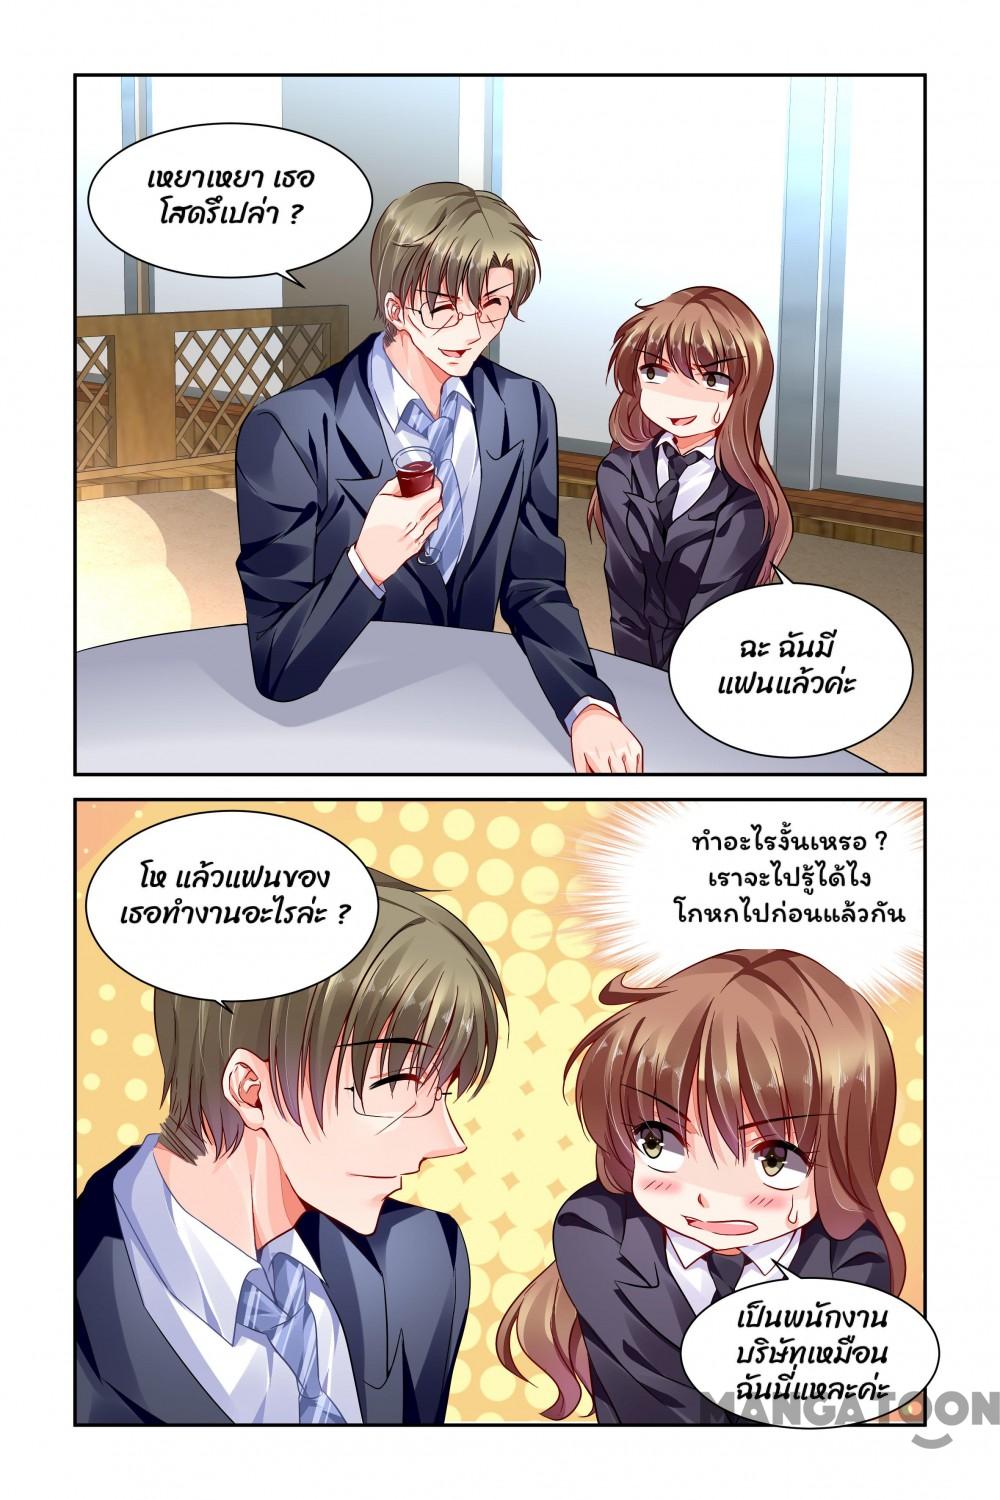 เหยาเหยา เธอ
โสดรึเปล่า ?
ฉะ ฉันมี
แฟนแล้วค่ะ
โห แล้วแฟนของ
เธอทำงานอะไรล่ะ ?
ทำอะไรงั้นเหรอ ?
เราจะไปรู้ได้ไง
โกหกไปก่อนแล้วกัน
เป็นพนักงาน
บริษัทเหมือน
ฉันนี่แหละค่ะ
MANGATOON